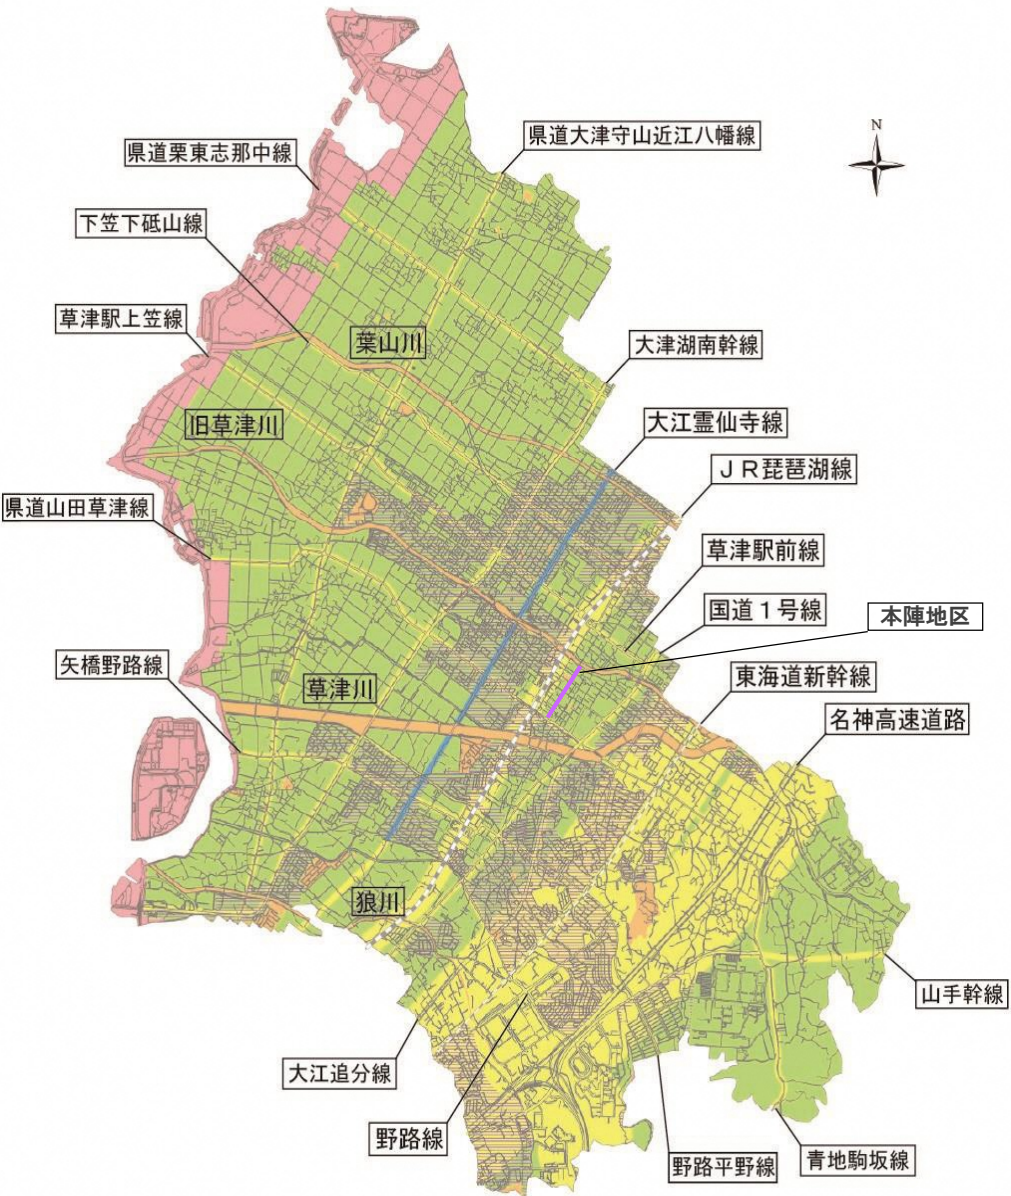 N
県道大津守山近江八幡線
県道栗東志那中線
下笠下砥山線
草津駅上笠線
葉山川
大津湖南幹線
旧草津川
大江霊仙寺線
ＪＲ琵琶湖線
県道山田草津線
草津駅前線
国道１号線
本陣地区
矢橋野路線
草津川
東海道新幹線
名神高速道路
狼川
山手幹線
大江追分線
野路線
野路平野線
青地駒坂線